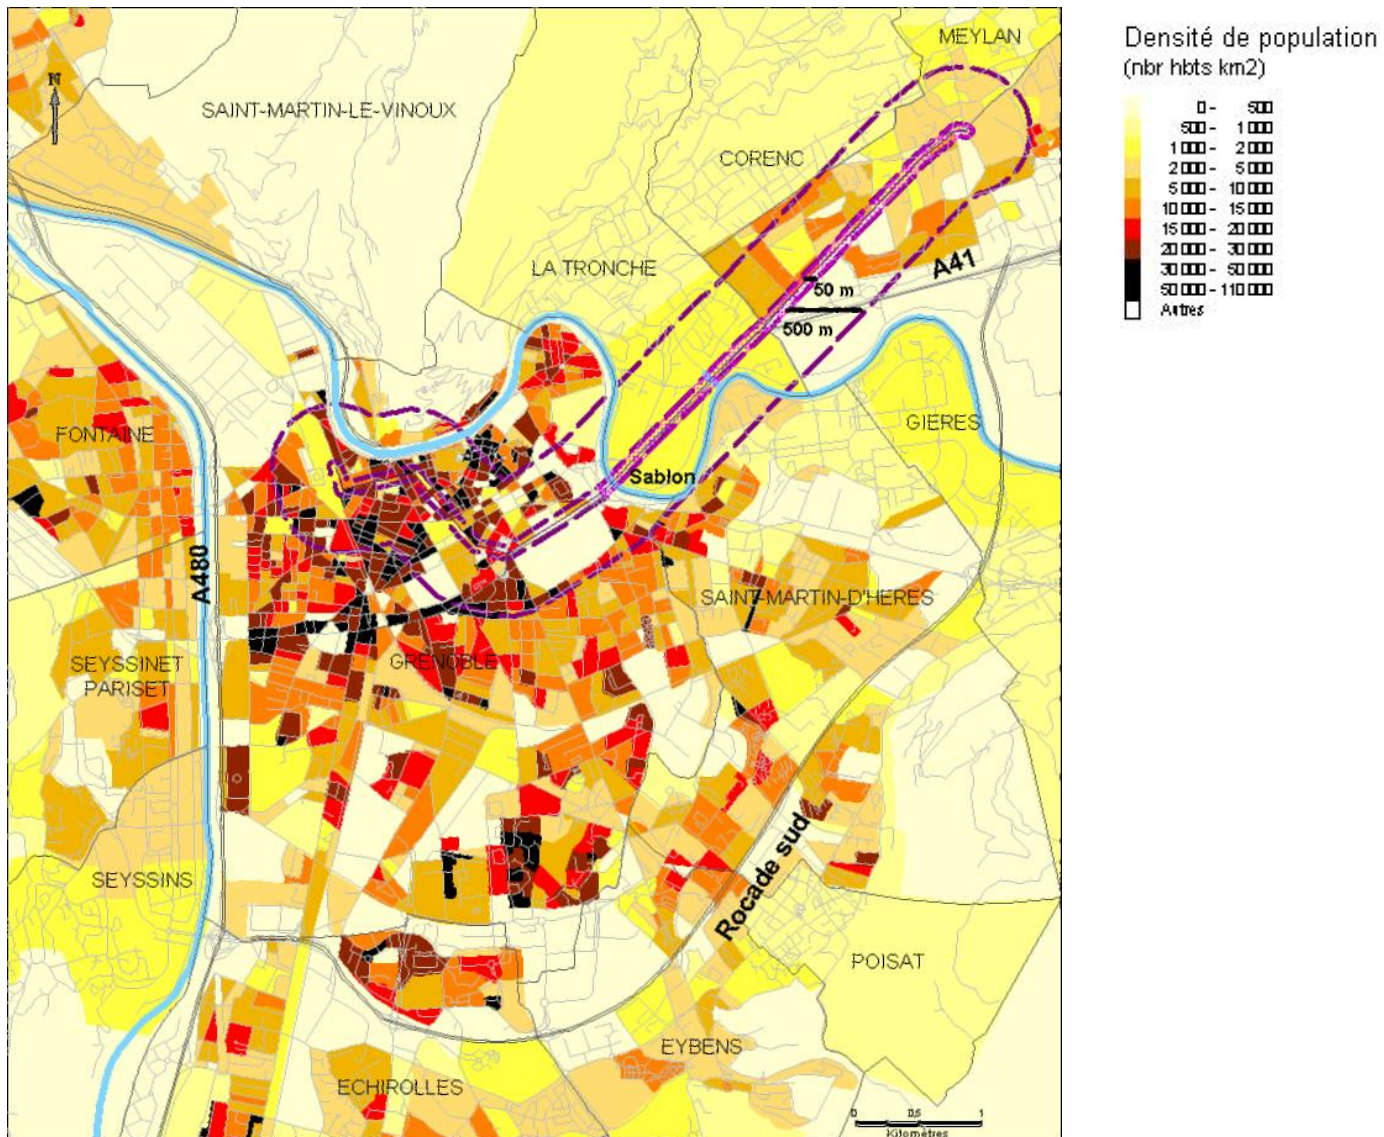 Densité de population
(nbr hbts km2)
0 - 500
500 - 1 000
1 000 - 2 000
2 000 - 5 000
5 000 - 10 000
10 000 - 15 000
15 000 - 20 000
20 000 - 30 000
30 000 - 50 000
50 000 - 110 000
Autres
MEYLAN
N
SAINT-MARTIN-LE-VINOUX
CORENC
LA TRONCHE
A41
50 m
500 m
GIERES
FONTAINE
Sablon
A480
SAINT-MARTIN-D'HERES
GRENOBLE
SEYSSINET
PARISET
Rocade sud
SEYSSINS
POISAT
EYBENS
ECHIROLLES
0 0,5 1
Kilomètres